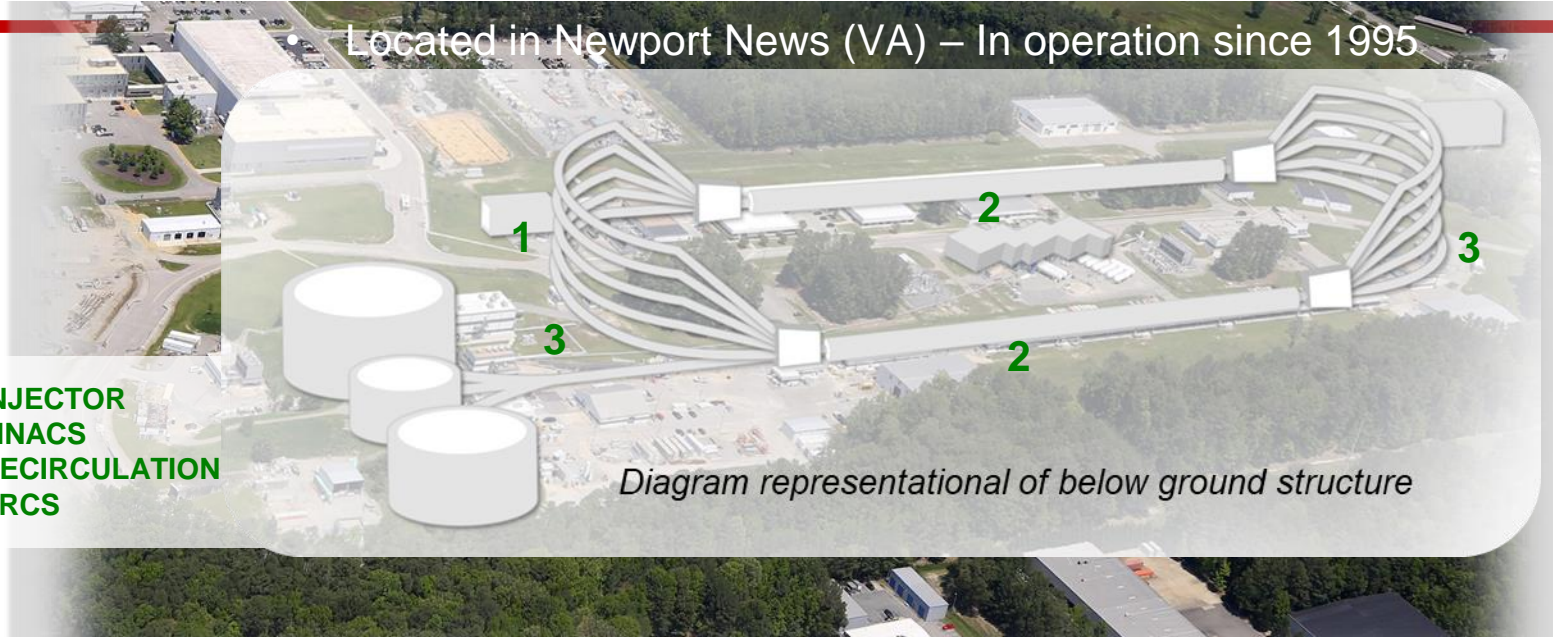 • Located in Newport News (VA) – In operation since 1995
2
1
3
3
2
NJECTOR
INACS
ECIRCULATION
RCS
Diagram representational of below ground structure